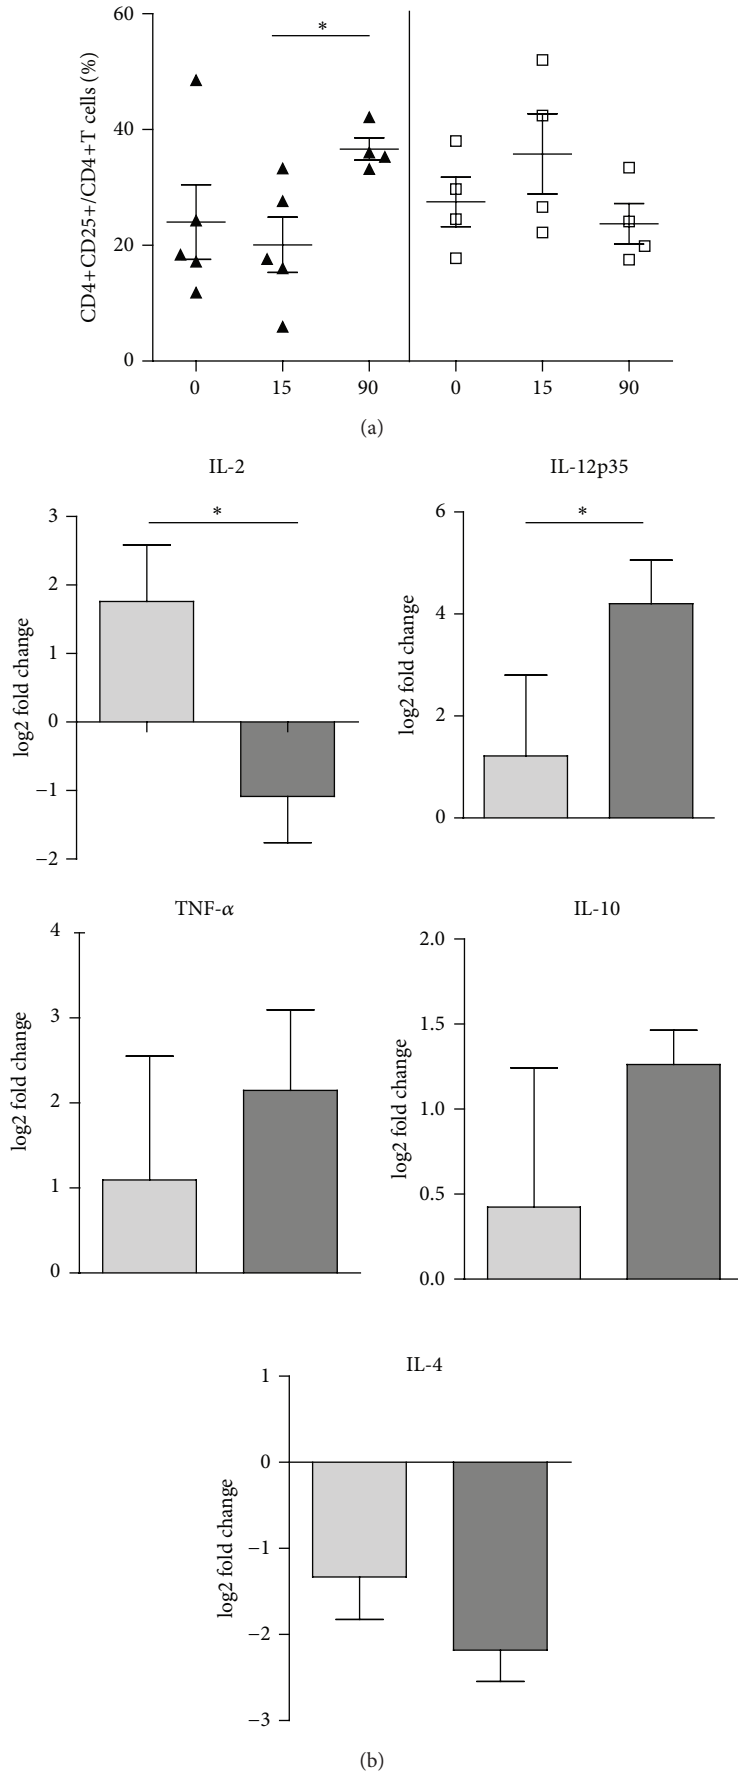 CD4+CD25+/CD4+T cells (%)
60
40
20
0
*
0 15 90 0 15 90
(a)
IL-2
log2 fold change
3
2
1
0
−1
−2
*
IL-12p35
log2 fold change
6
4
2
0
*
TNF-α
log2 fold change
4
3
2
1
0
IL-10
log2 fold change
2.0
1.5
1.0
0.5
0.0
IL-4
log2 fold change
1
0
−1
−2
−3
(b)